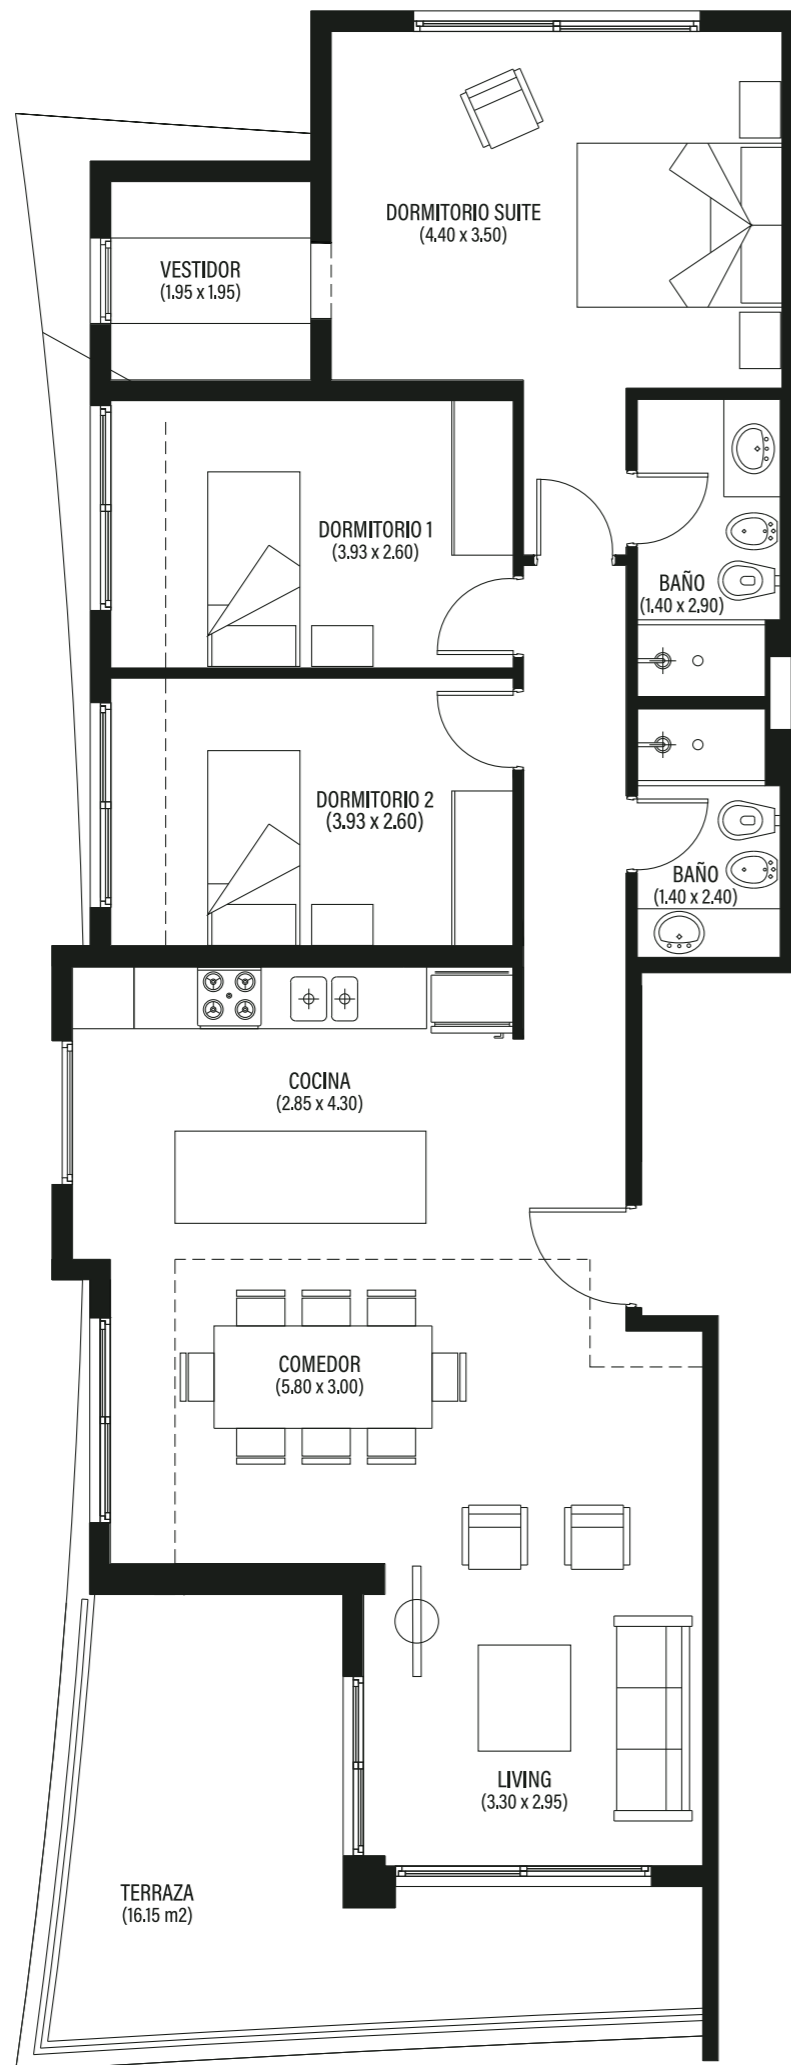 DORMITORIO SUITE
(4.40 x 3.50)
VESTIDOR
(1.95 x 1.95)
DORMITORIO 1
(3.93 x 2.60)
BAÑO
(1.40 x 2.90)
DORMITORIO 2
(3.93 x 2.60)
BAÑO
(1.40 x 2.40)
COCINA
(2.85 x 4.30)
COMEDOR
(5.80 x 3.00)
LIVING
(3.30 x 2.95)
TERRAZA
(16.15 m2)